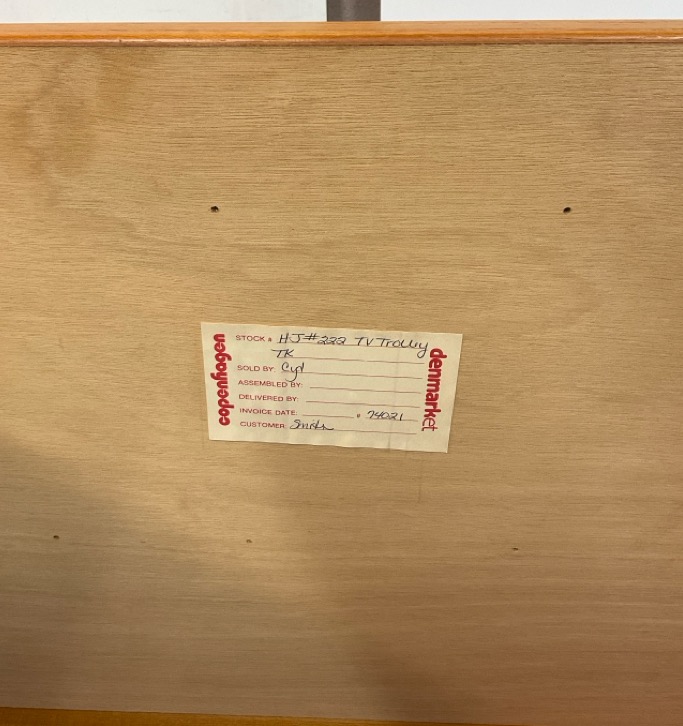 copenhagen
STOCK # HJ #222 TV Trolley
TK
SOLD BY: Cyd
ASSEMBLED BY:
DELIVERED BY:
INVOICE DATE: # 74021
CUSTOMER Smith
denmarket